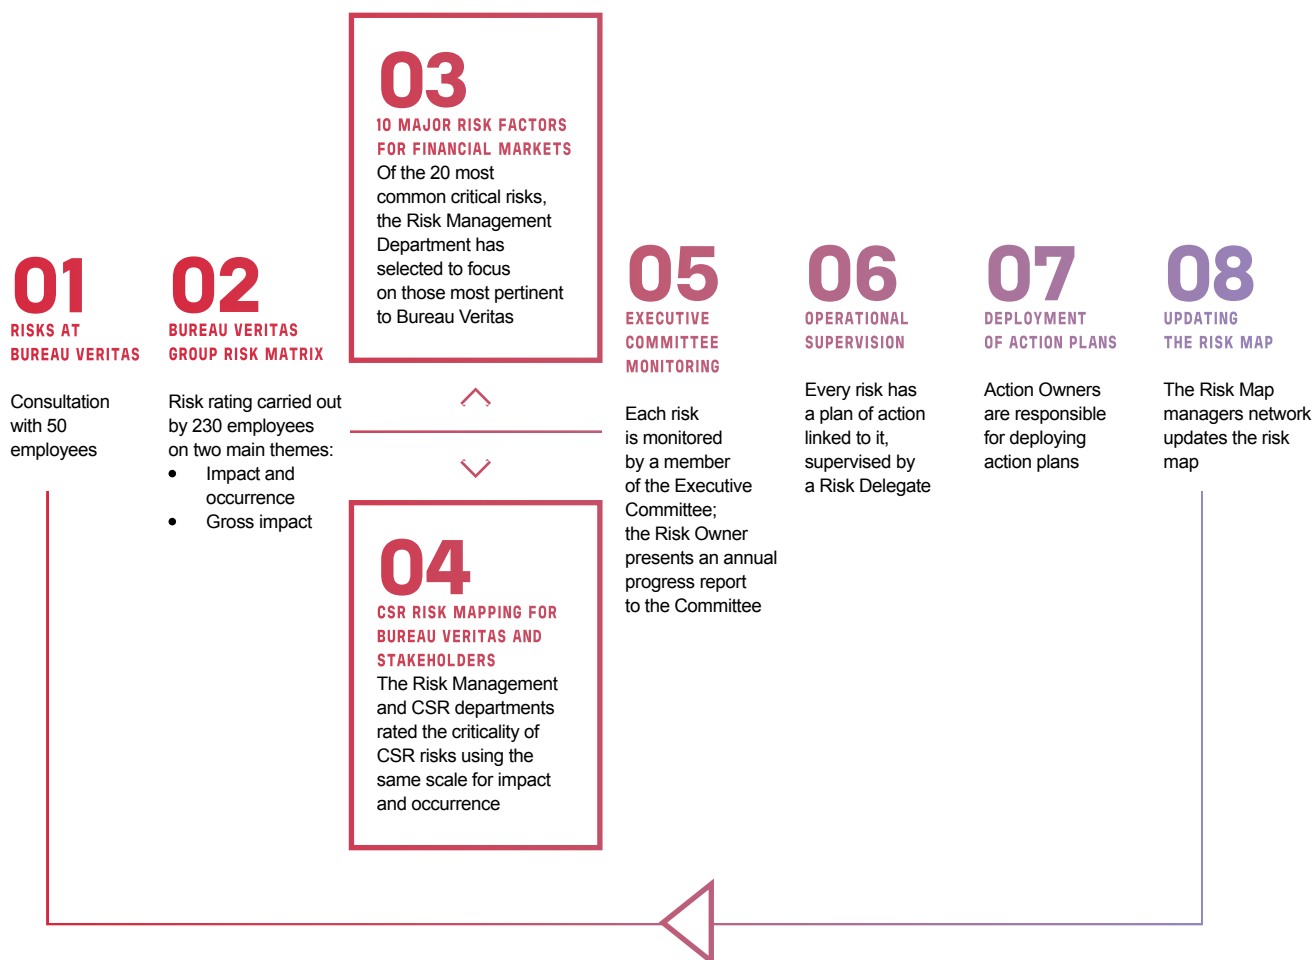 01
RISKS AT
BUREAU VERITAS
Consultation
with 50
employees
02
BUREAU VERITAS
GROUP RISK MATRIX
Risk rating carried out
by 230 employees
on two main themes:
• Impact and
occurrence
• Gross impact
03
10 MAJOR RISK FACTORS
FOR FINANCIAL MARKETS
Of the 20 most
common critical risks,
the Risk Management
Department has
selected to focus
on those most pertinent
to Bureau Veritas
04
CSR RISK MAPPING FOR
BUREAU VERITAS AND
STAKEHOLDERS
The Risk Management
and CSR departments
rated the criticality of
CSR risks using the
same scale for impact
and occurrence
05
EXECUTIVE
COMMITTEE
MONITORING
Each risk
is monitored
by a member
of the Executive
Committee;
the Risk Owner
presents an annual
progress report
to the Committee
06
OPERATIONAL
SUPERVISION
Every risk has
a plan of action
linked to it,
supervised by
a Risk Delegate
07
DEPLOYMENT
OF ACTION PLANS
Action Owners
are responsible
for deploying
action plans
08
UPDATING
THE RISK MAP
The Risk Map
managers network
updates the risk
map